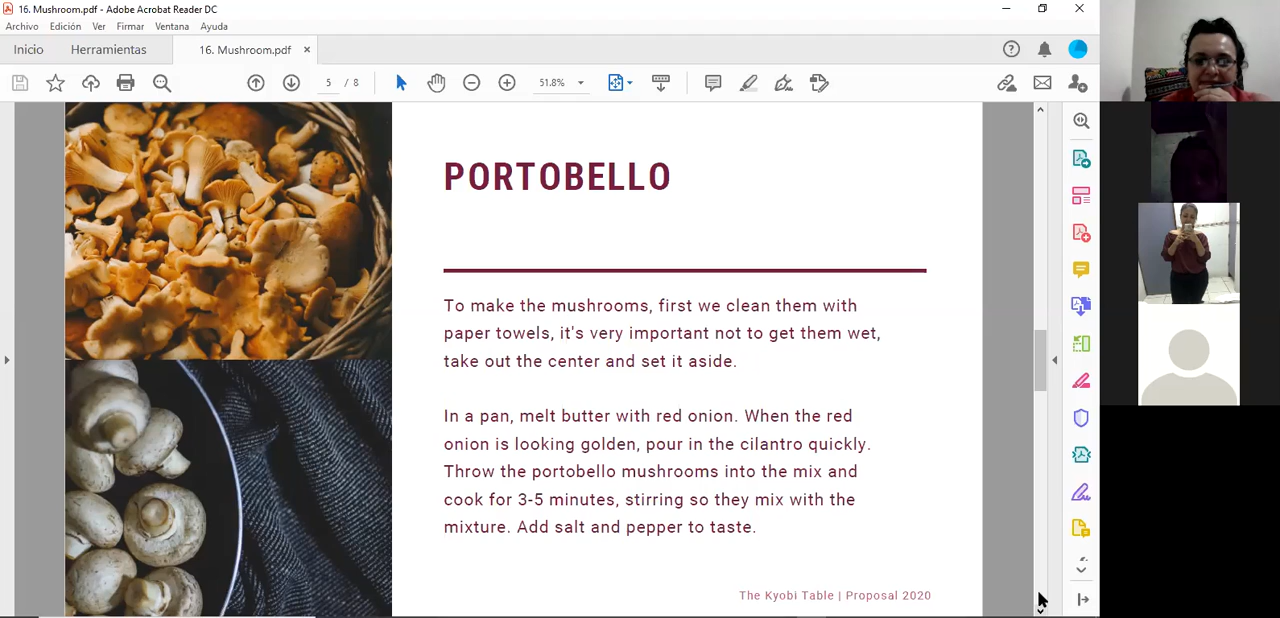 16. Mushroom.pdf - Adobe Acrobat Reader DC
Archivo Edición Ver Firmar Ventana Ayuda
Inicio Herramientas 16. Mushroom.pdf ×
5 / 8 51.8%
PORTOBELLO
To make the mushrooms, first we clean them with
paper towels, it's very important not to get them wet,
take out the center and set it aside.
In a pan, melt butter with red onion. When the red
onion is looking golden, pour in the cilantro quickly.
Throw the portobello mushrooms into the mix and
cook for 3-5 minutes, stirring so they mix with the
mixture. Add salt and pepper to taste.
The Kyobi Table | Proposal 2020